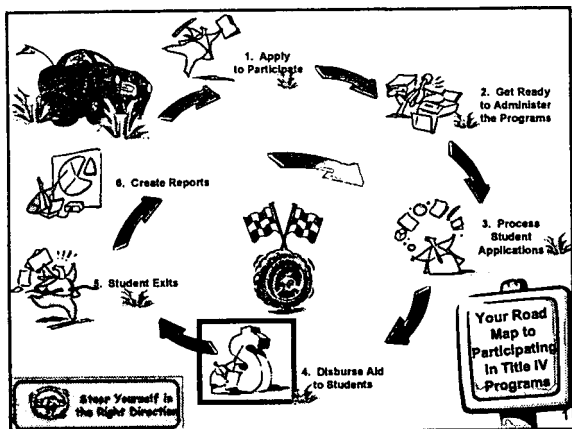 1. Apply
to Participate
2. Get Ready
to Administer
the Programs
3. Process
Student
Applications
4. Disburse Aid
to Students
5. Student Exits
6. Create Reports
Your Road
Map to
Participating
in Title IV
Programs
Steer Yourself in
the Right Direction